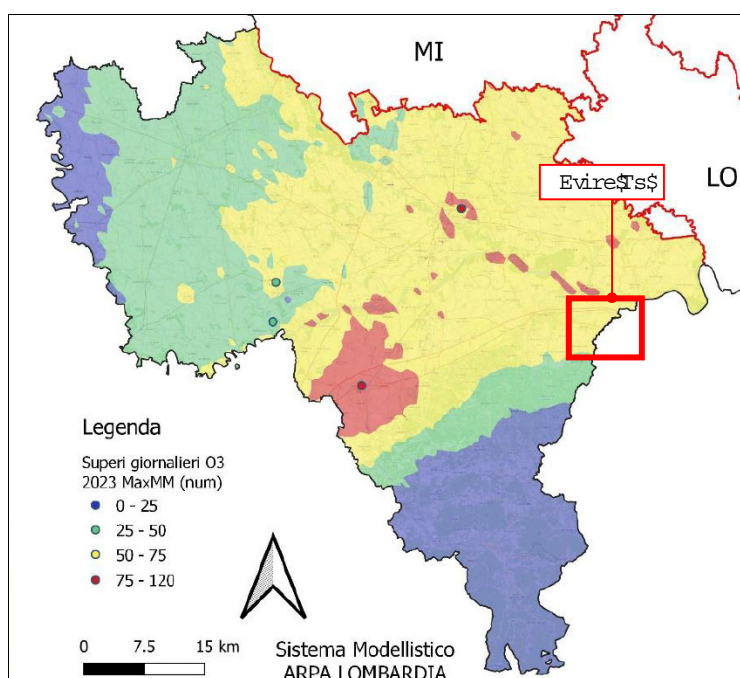 MI
Evire$Ts$
LO
Legenda
Superi giornalieri O3
2023 MaxMM (num)
0 - 25
25 - 50
50 - 75
75 - 120
0 7.5 15 km
Sistema Modellistico
ARPA LOMBARDIA